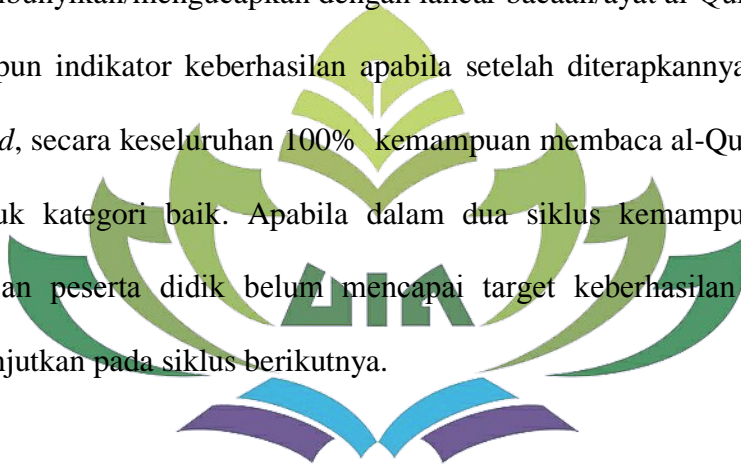 mbunyikan/mengucapkan dengan lancar bacaan/ayat al-Qur
pun indikator keberhasilan apabila setelah diterapkannya
d, secara keseluruhan 100% kemampuan membaca al-Qu
uk kategori baik. Apabila dalam dua siklus kemampu
an peserta didik belum mencapai target keberhasilan
njutkan pada siklus berikutnya.